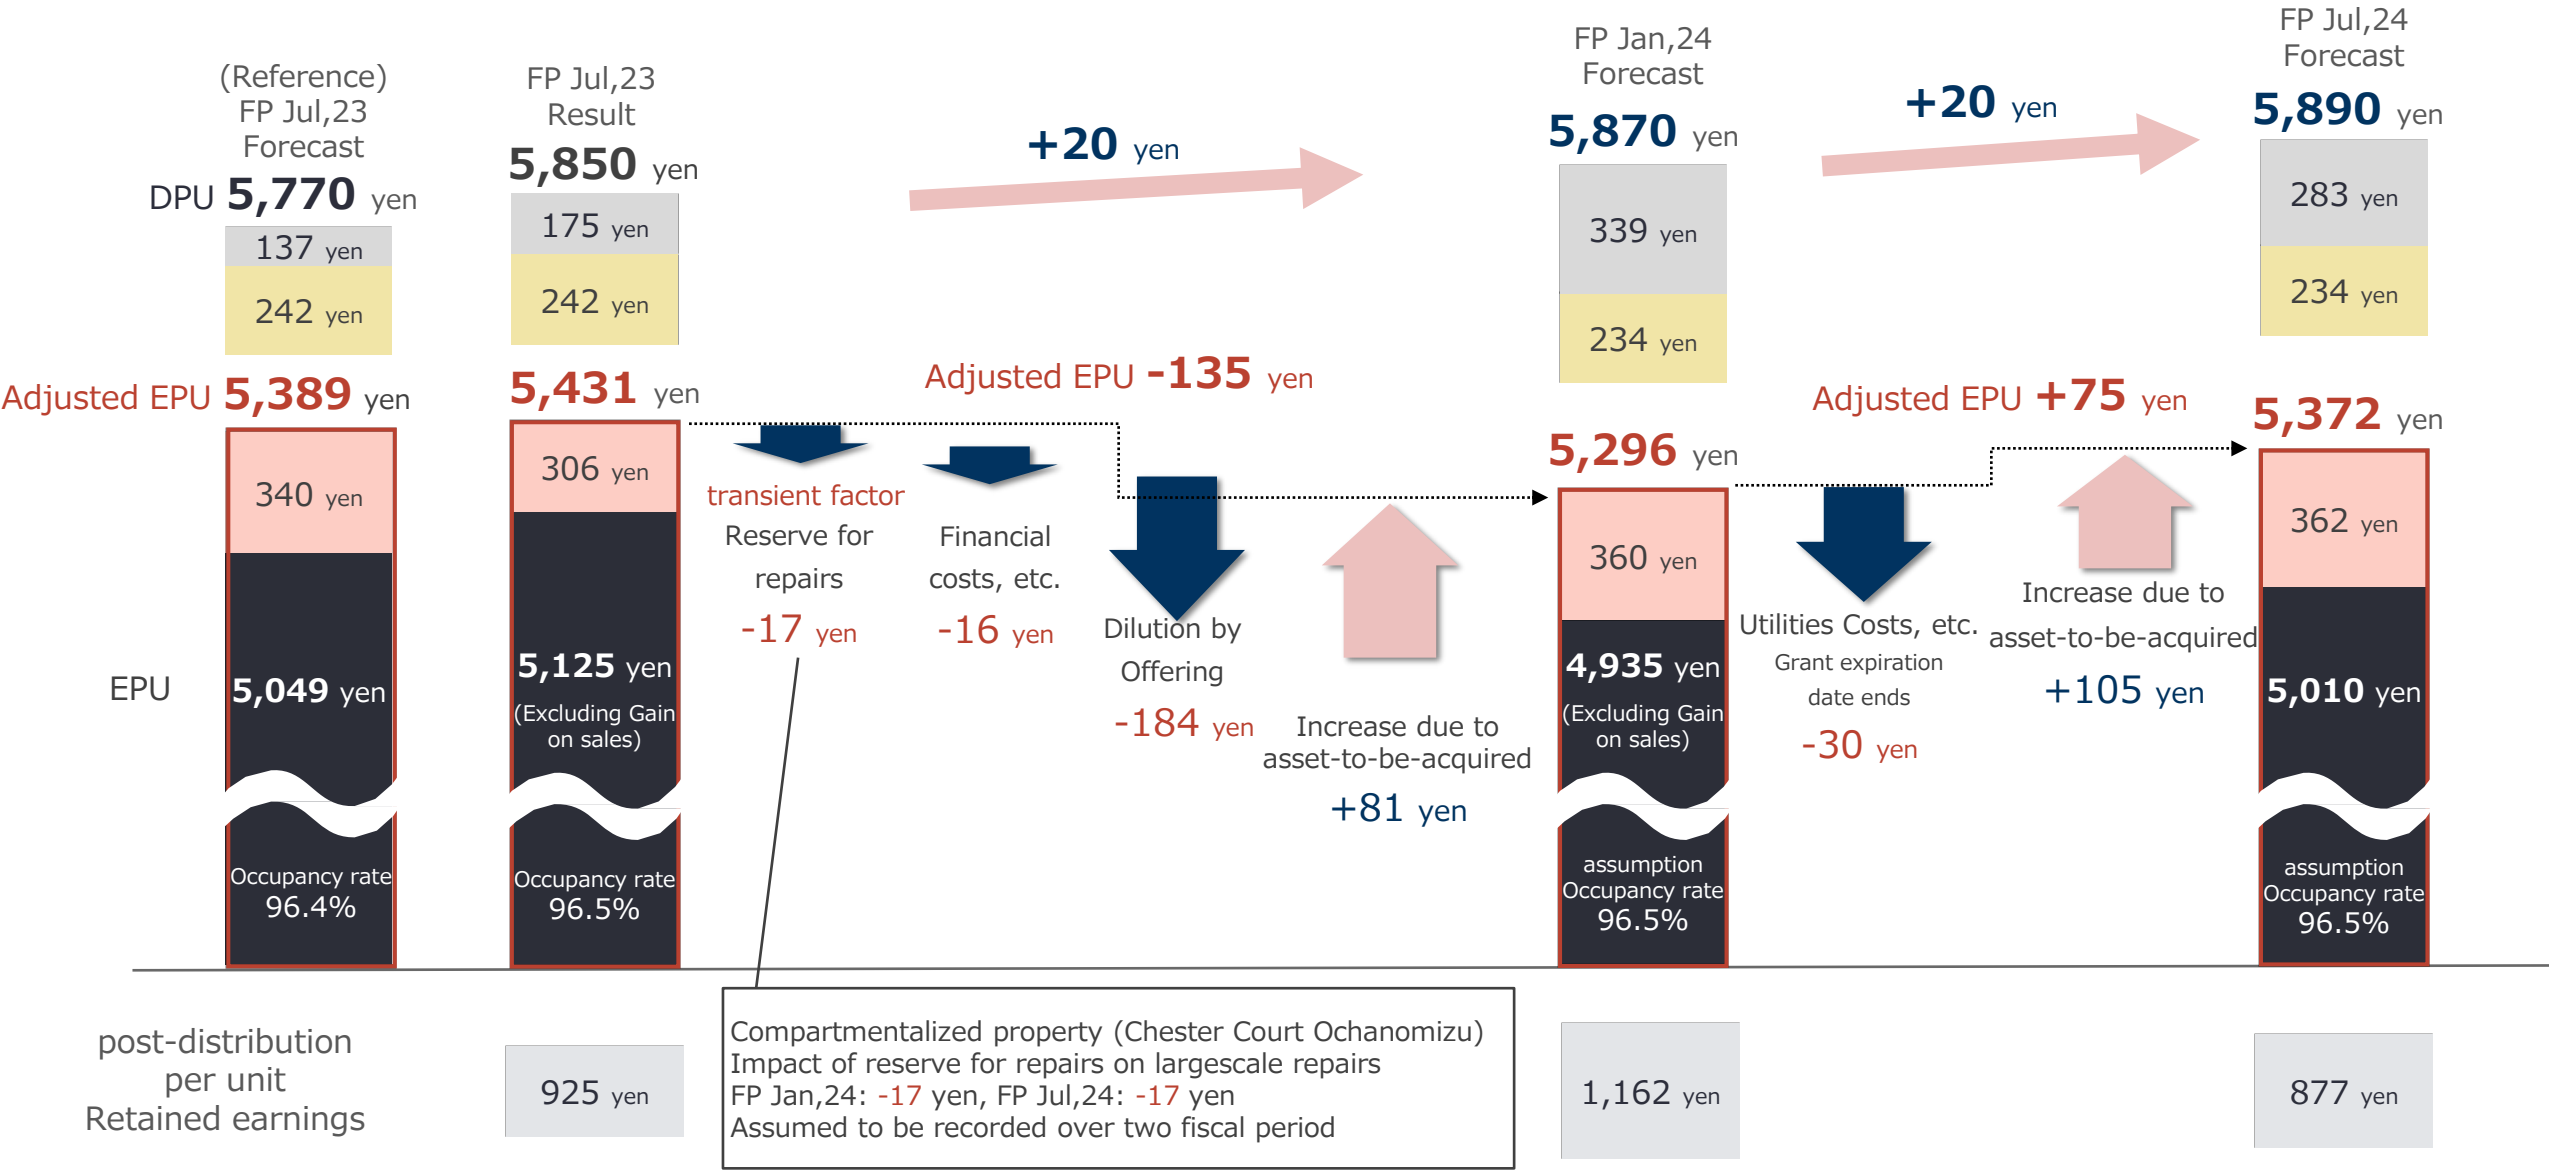 (Reference)
FP Jul,23
Forecast
DPU 5,770 yen
137 yen
242 yen
Adjusted EPU 5,389 yen
340 yen
EPU
5,049 yen
Occupancy rate
96.4%
FP Jul,23
Result
5,850 yen
175 yen
242 yen
5,431 yen
306 yen
5,125 yen
(Excluding Gain
on sales)
Occupancy rate
96.5%
+20 yen
Adjusted EPU -135 yen
transient factor
Reserve for
repairs
-17 yen
Financial
costs, etc.
-16 yen
Dilution by
Offering
-184 yen
Increase due to
asset-to-be-acquired
+81 yen
FP Jan,24
Forecast
5,870 yen
339 yen
234 yen
5,296 yen
360 yen
4,935 yen
(Excluding Gain
on sales)
assumption
Occupancy rate
96.5%
+20 yen
Adjusted EPU +75 yen
Utilities Costs, etc.
Grant expiration
date ends
-30 yen
Increase due to
asset-to-be-acquired
+105 yen
FP Jul,24
Forecast
5,890 yen
283 yen
234 yen
5,372 yen
362 yen
5,010 yen
assumption
Occupancy rate
96.5%
post-distribution
per unit
Retained earnings
925 yen
Compartmentalized property (Chester Court Ochanomizu)
Impact of reserve for repairs on largescale repairs
FP Jan,24: -17 yen, FP Jul,24: -17 yen
Assumed to be recorded over two fiscal period
1,162 yen
877 yen